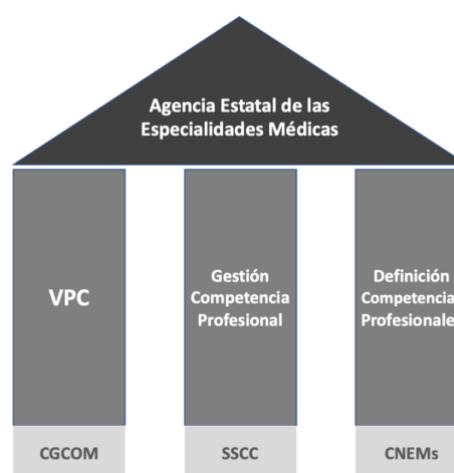 Agencia Estatal de las
Especialidades Médicas
VPC
Gestión
Competencia
Profesional
Definición
Competencia
Profesionale
CGCOM
SSCC
CNEMs